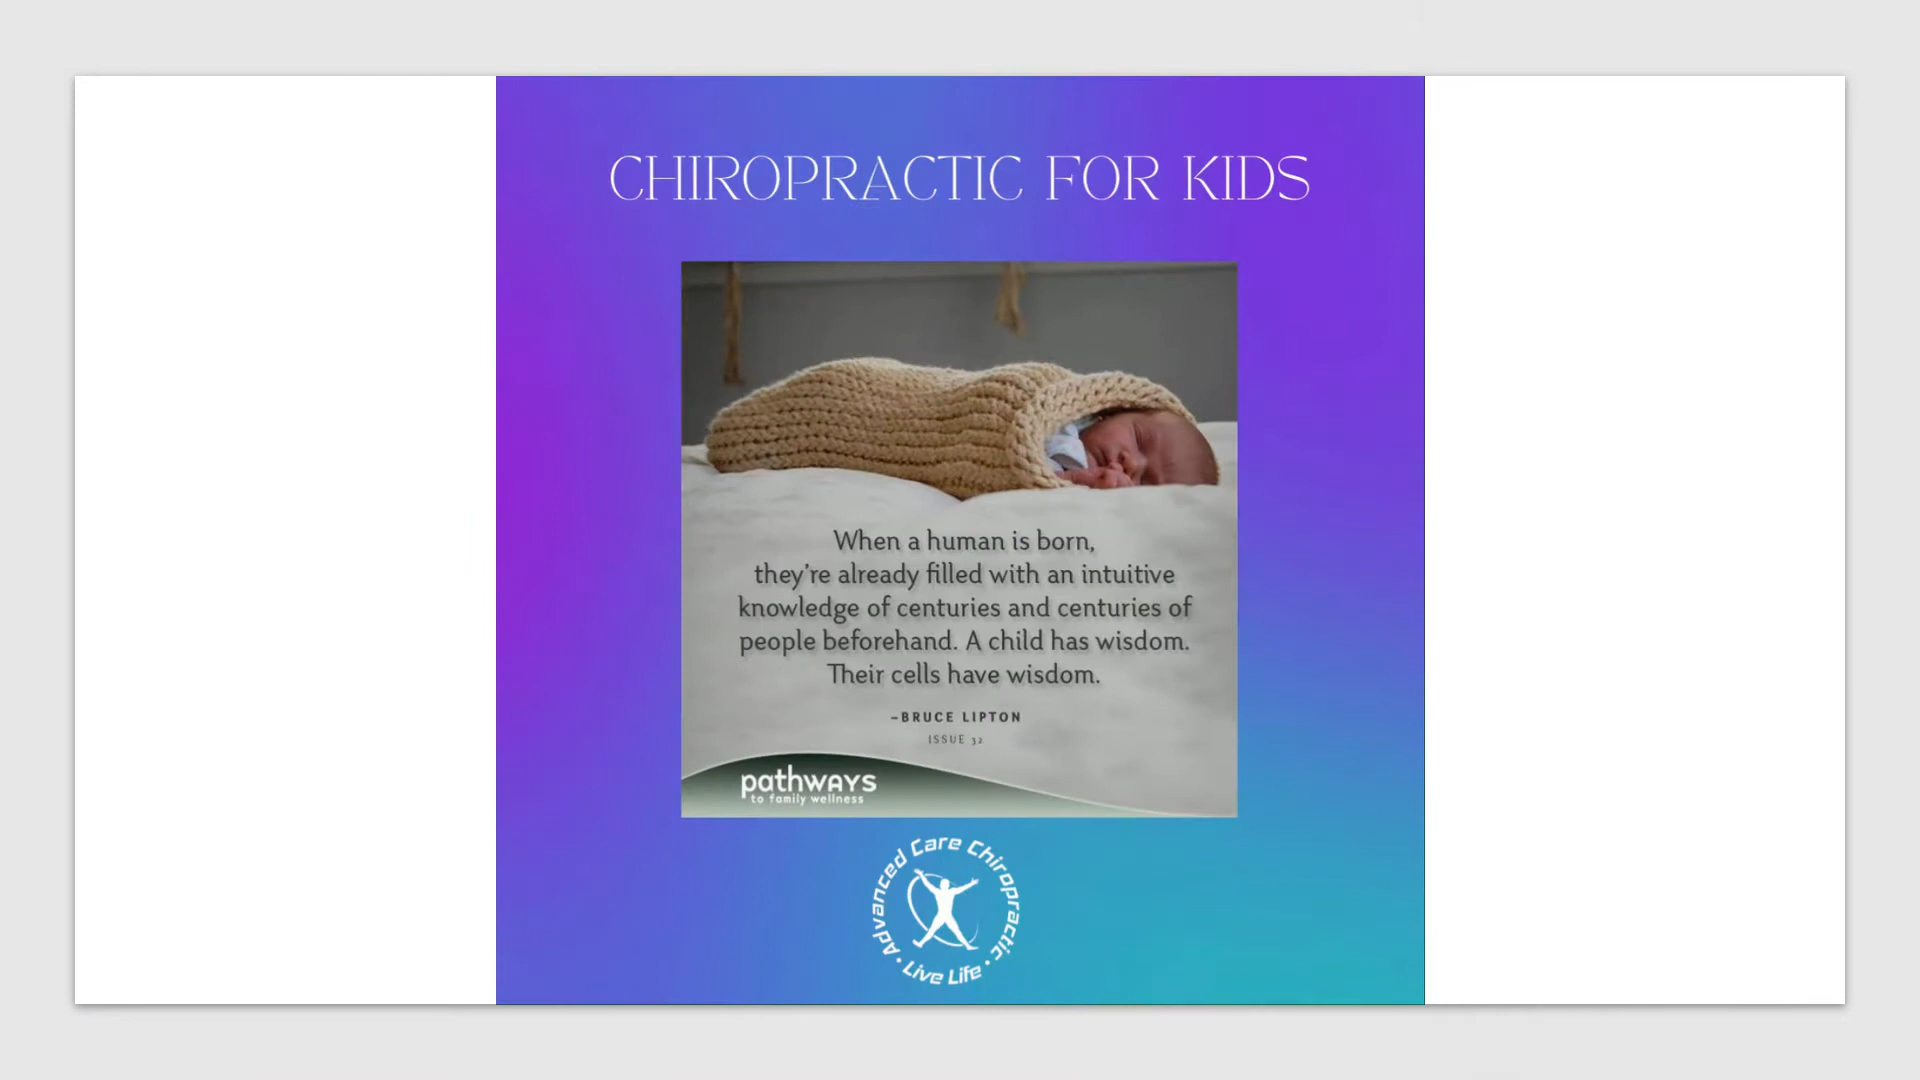 CHIROPRACTIC FOR KIDS
When a human is born,
they're already filled with an intuitive
knowledge of centuries and centuries of
people beforehand. A child has wisdom.
Their cells have wisdom.
–BRUCE LIPTON
ISSUE 32
pathways
to family wellness
Advanced Care Chiropractic
• Live Life •